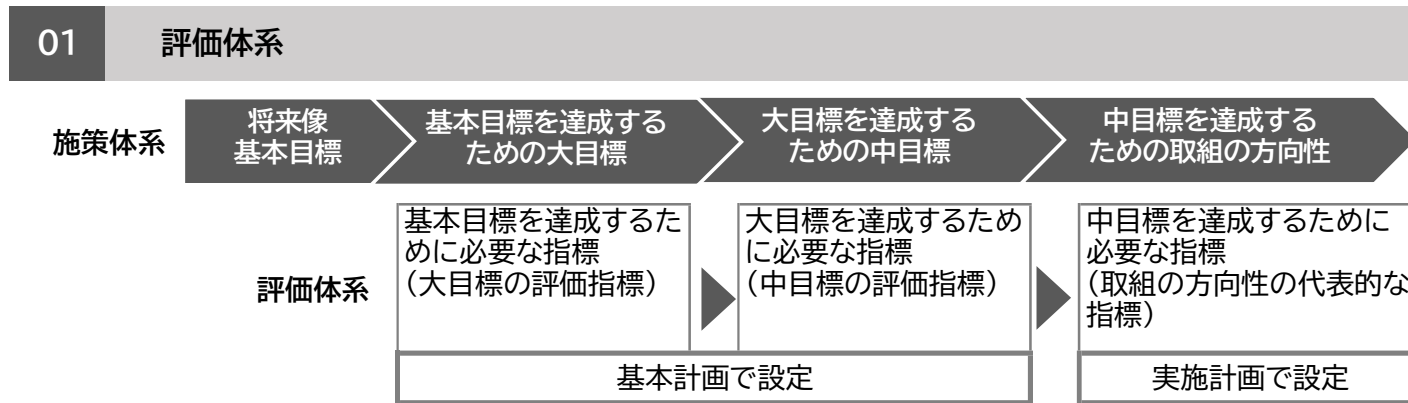 01
評価体系
施策体系
将来像
基本目標
基本目標を達成する
ための大目標
大目標を達成する
ための中目標
中目標を達成する
ための取組の方向性
評価体系
基本目標を達成するた
めに必要な指標
（大目標の評価指標）
大目標を達成するため
に必要な指標
（中目標の評価指標）
中目標を達成するために
必要な指標
（取組の方向性の代表的な
指標）
基本計画で設定
実施計画で設定